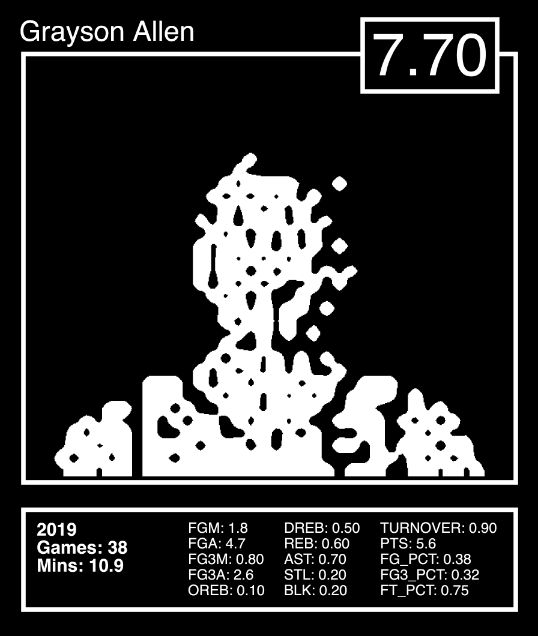 Grayson Allen
7.70
2019
Games: 38
Mins: 10.9
FGM: 1.8
FGA: 4.7
FG3M: 0.80
FG3A: 2.6
OREB: 0.10
DREB: 0.50
REB: 0.60
AST: 0.70
STL: 0.20
BLK: 0.20
TURNOVER: 0.90
PTS: 5.6
FG_PCT: 0.38
FG3_PCT: 0.32
FT_PCT: 0.75